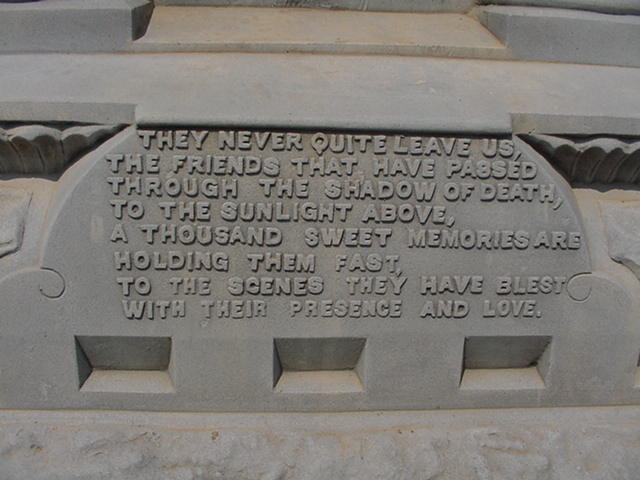 THEY NEVER QUITE LEAVE US,
THE FRIENDS THAT HAVE PASSED
THROUGH THE SHADOW OF DEATH,
TO THE SUNLIGHT ABOVE,
A THOUSAND SWEET MEMORIES ARE
HOLDING THEM FAST,
TO THE SCENES THEY HAVE BLEST
WITH THEIR PRESENCE AND LOVE.